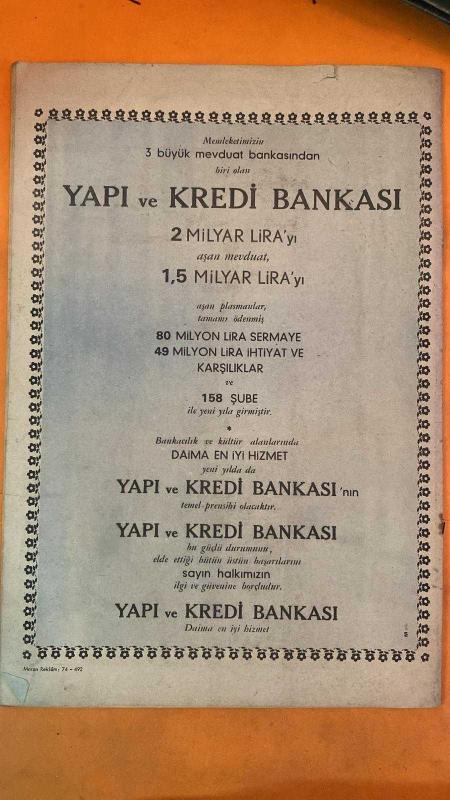 Memleketimizin
3 büyük mevduat bankasından
biri olan
YAPI ve KREDİ BANKASI
2 MİLYAR LİRA'yı
aşan mevduat,
1,5 MİLYAR LİRA'yı
aşan plasmanlar,
tamamı ödenmiş
80 MİLYON LİRA SERMAYE
49 MİLYON LİRA İHTİYAT VE
KARŞILIKLAR
ve
158 ŞUBE
ile yeni yıla girmiştir.
*
Bankacılık ve kültür alanlarında
DAIMA EN İYİ HİZMET
yeni yılda da
YAPI ve KREDİ BANKASI'nın
temel-prensibi olacaktır.
YAPI ve KREDİ BANKASI
bu güçlü durumunu,
elde ettiği bütün üstün başarılarını
sayın halkımızın
ilgi ve güvenine borçludur.
YAPI ve KREDİ BANKASI
Daima en iyi hizmet
Moran Reklâm: 74 - 492